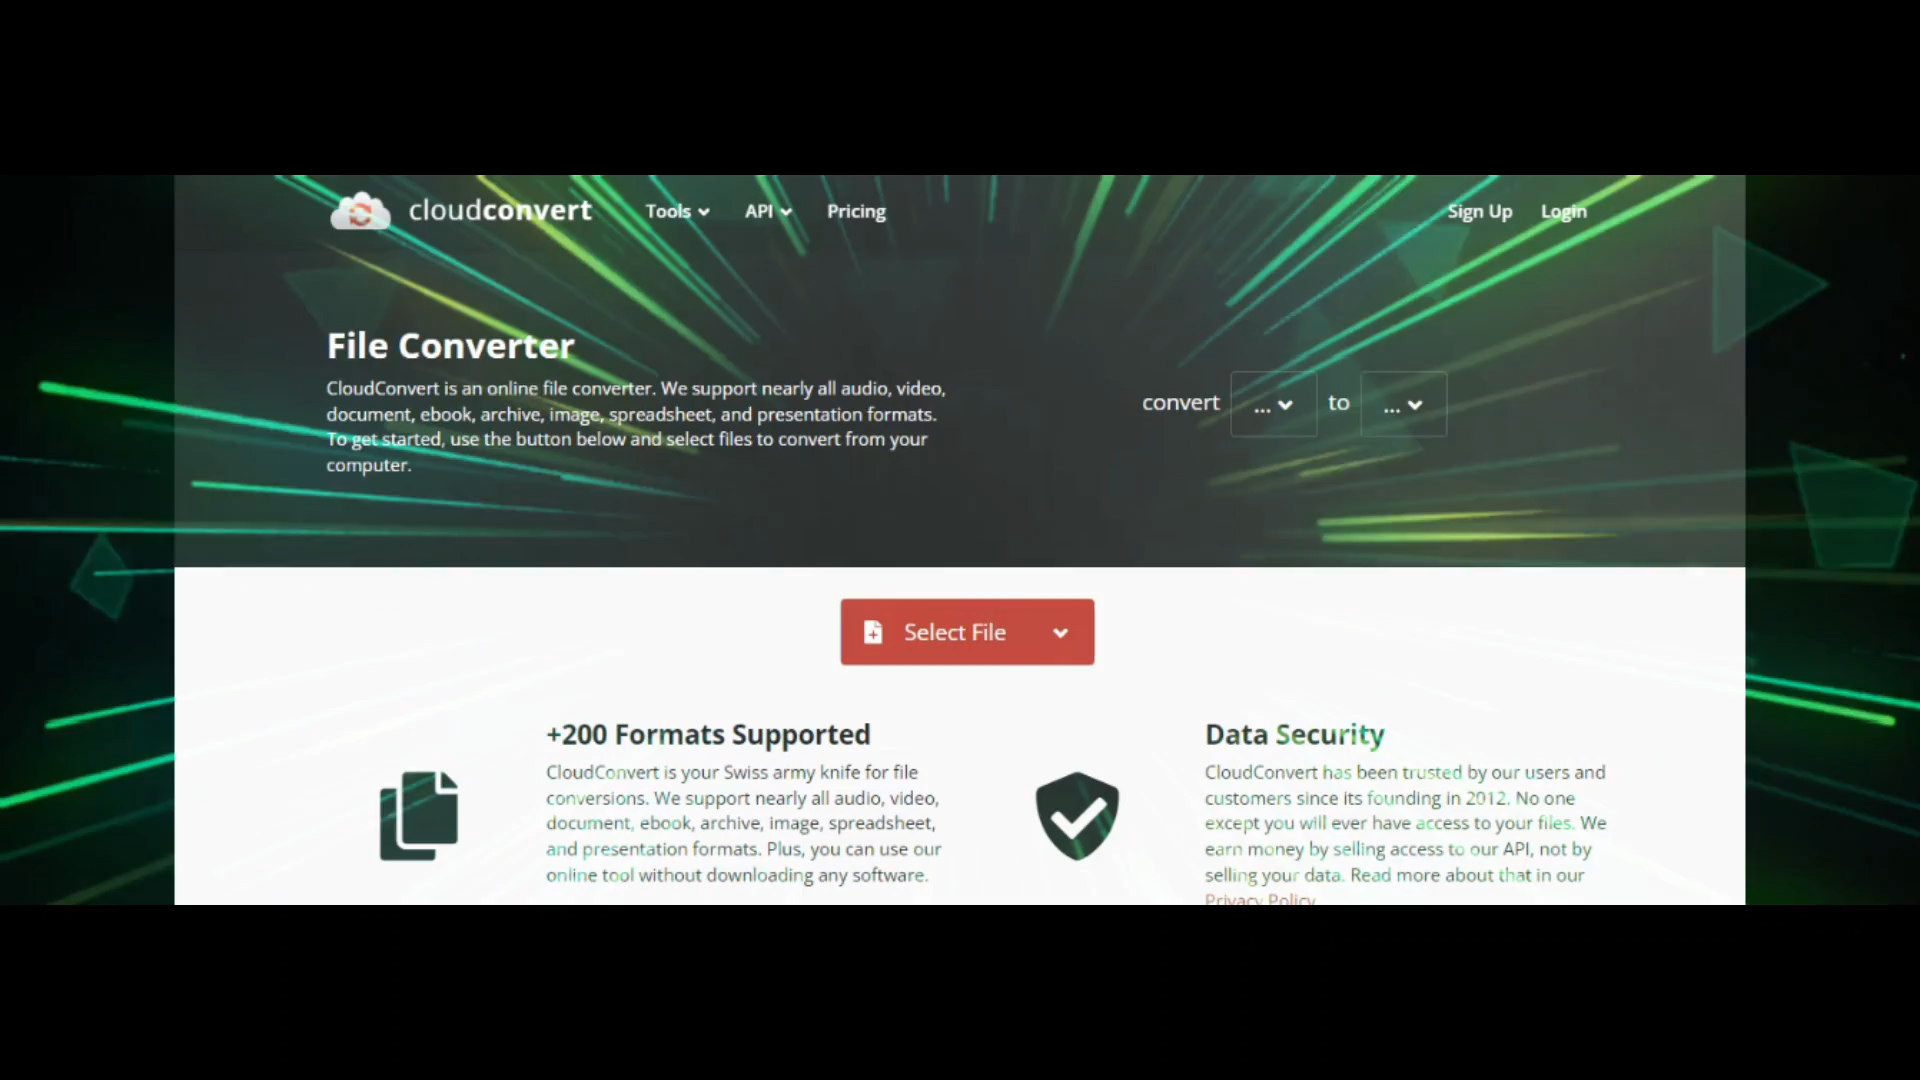 cloudconvert Tools API Pricing Sign Up Login
File Converter
CloudConvert is an online file converter. We support nearly all audio, video,
document, ebook, archive, image, spreadsheet, and presentation formats.
To get started, use the button below and select files to convert from your
computer.
convert ... to ...
Select File
+200 Formats Supported
CloudConvert is your Swiss army knife for file
conversions. We support nearly all audio, video,
document, ebook, archive, image, spreadsheet,
and presentation formats. Plus, you can use our
online tool without downloading any software.
Data Security
CloudConvert has been trusted by our users and
customers since its founding in 2012. No one
except you will ever have access to your files. We
earn money by selling access to our API, not by
selling your data. Read more about that in our
Privacy Policy